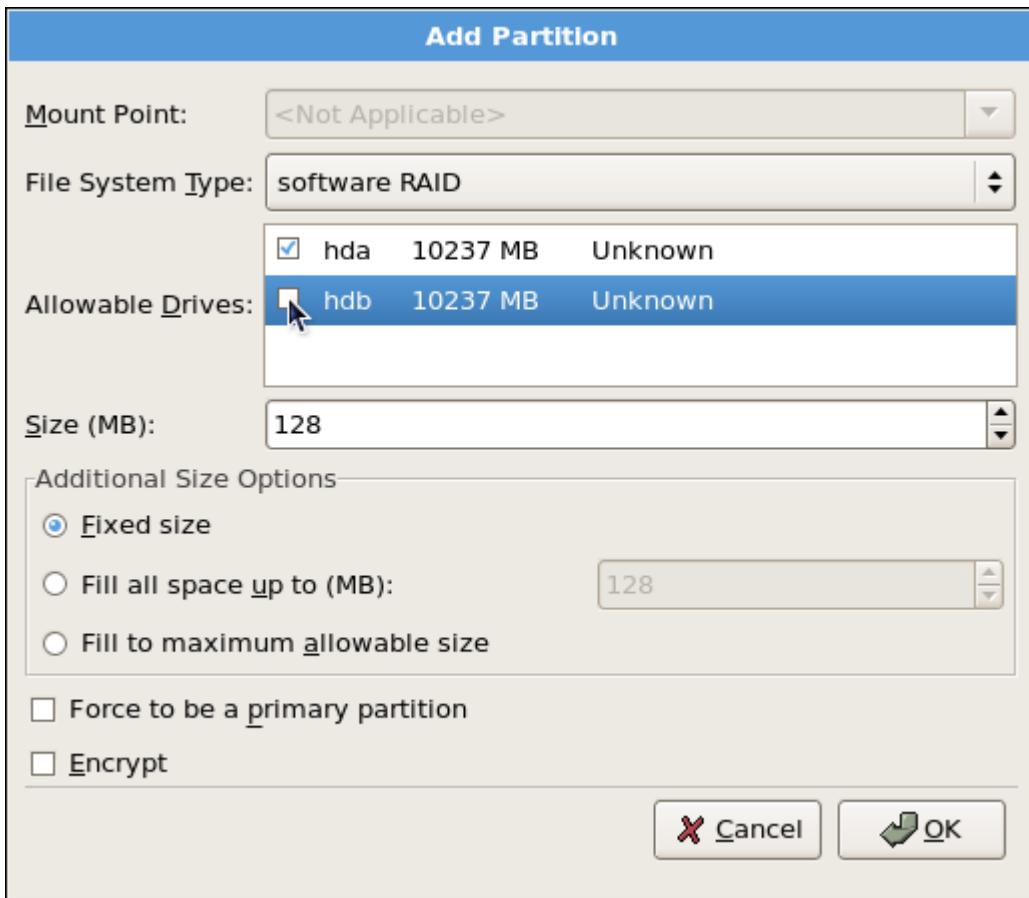 Add Partition
Mount Point: <Not Applicable>
File System Type: software RAID
hda 10237 MB Unknown
Allowable Drives: hdb 10237 MB Unknown
Size (MB): 128
Additional Size Options
Fixed size
Fill all space up to (MB): 128
Fill to maximum allowable size
Force to be a primary partition
Encrypt
Cancel OK